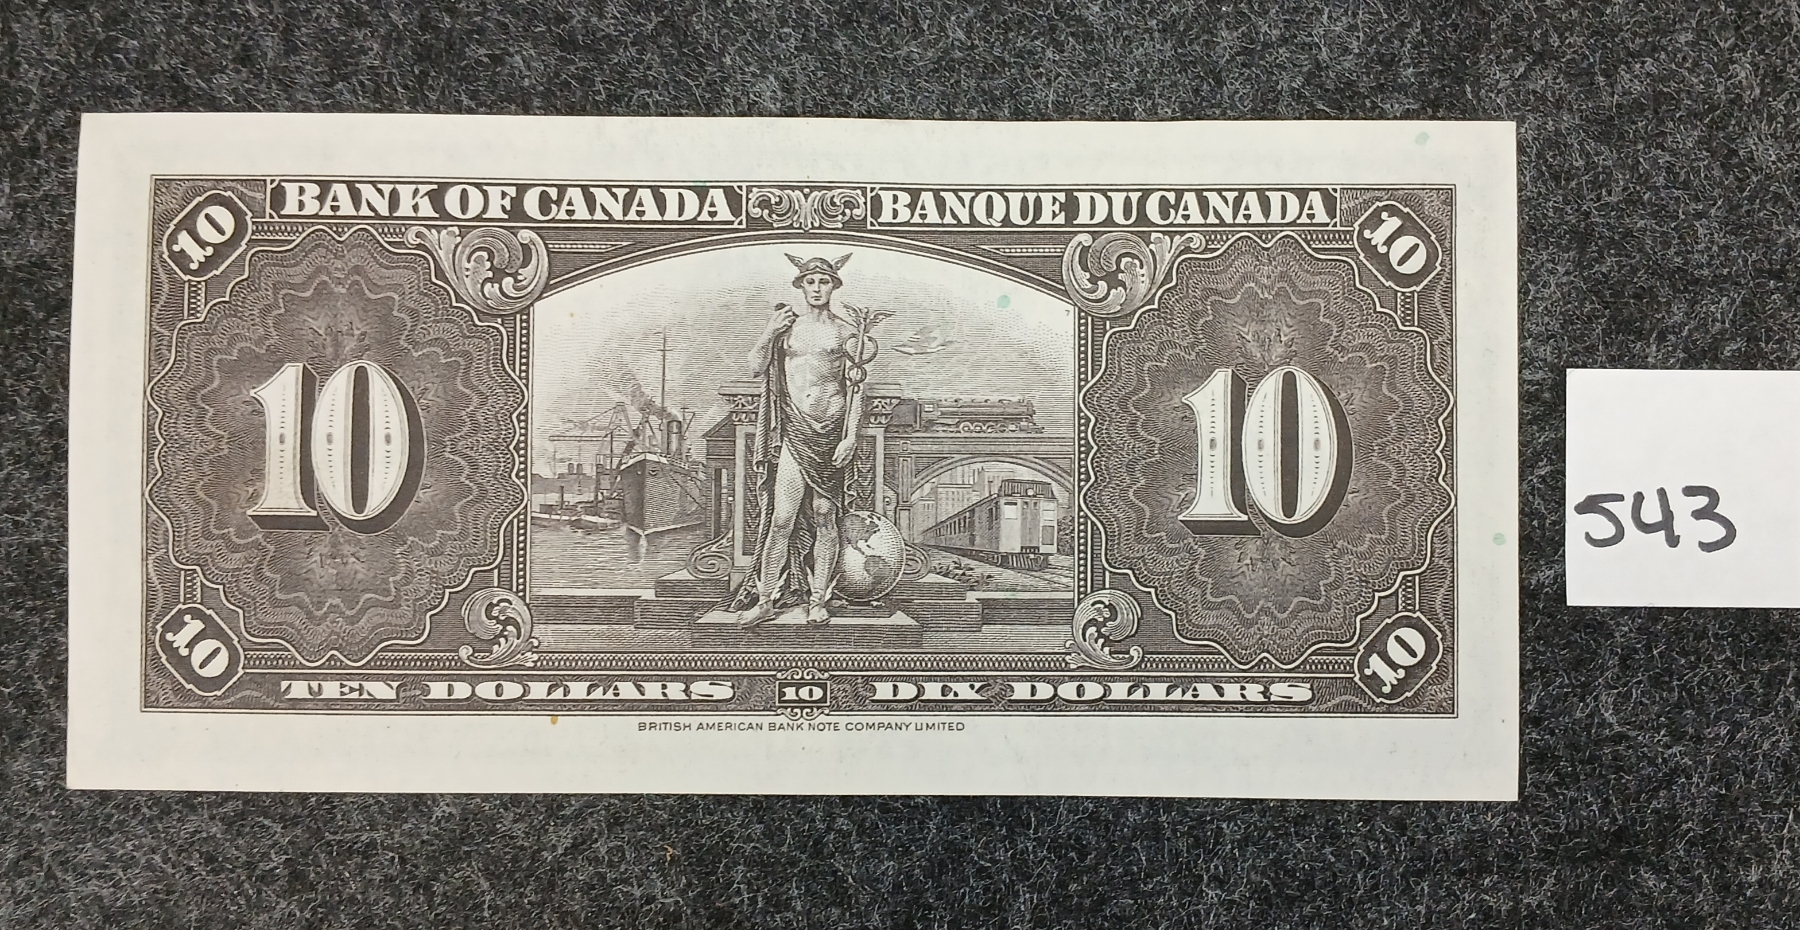 BANK OF CANADA BANQUE DU CANADA
10 10
7
10 10
10 10
TEN DOLLARS 10 DIX DOLLARS
BRITISH AMERICAN BANK NOTE COMPANY LIMITED
543